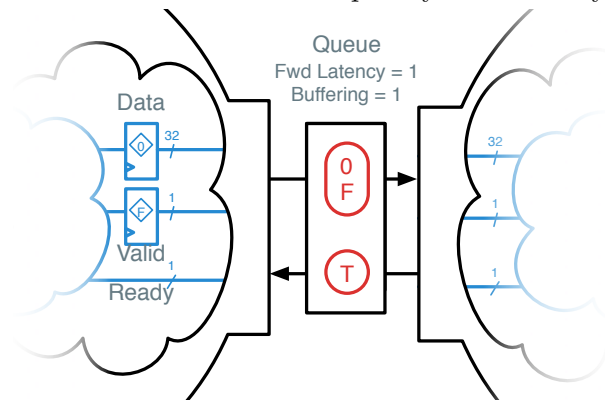 Queue
Fwd Latency = 1
Buffering = 1
Data
0
32
F
1
Valid
1
Ready
0
F
T
32
1
1